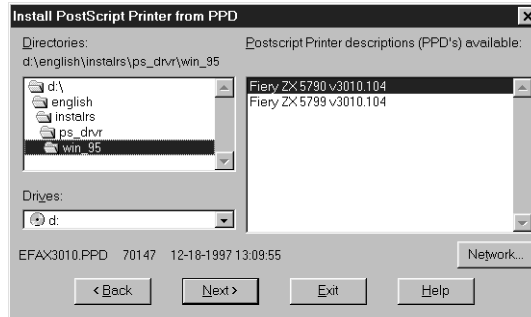 Install PostScript Printer from PPD
Directories:
d:\english\instalrs\ps_drvr\win_95
d:\
english
instalrs
ps_drvr
win_95
Drives:
d:
Postscript Printer descriptions (PPD's) available:
Fiery ZX 5790 v3010.104
Fiery ZX 5799 v3010.104
EFAX3010.PPD 70147 12-18-1997 13:09:55
Network...
< Back
Next >
Exit
Help